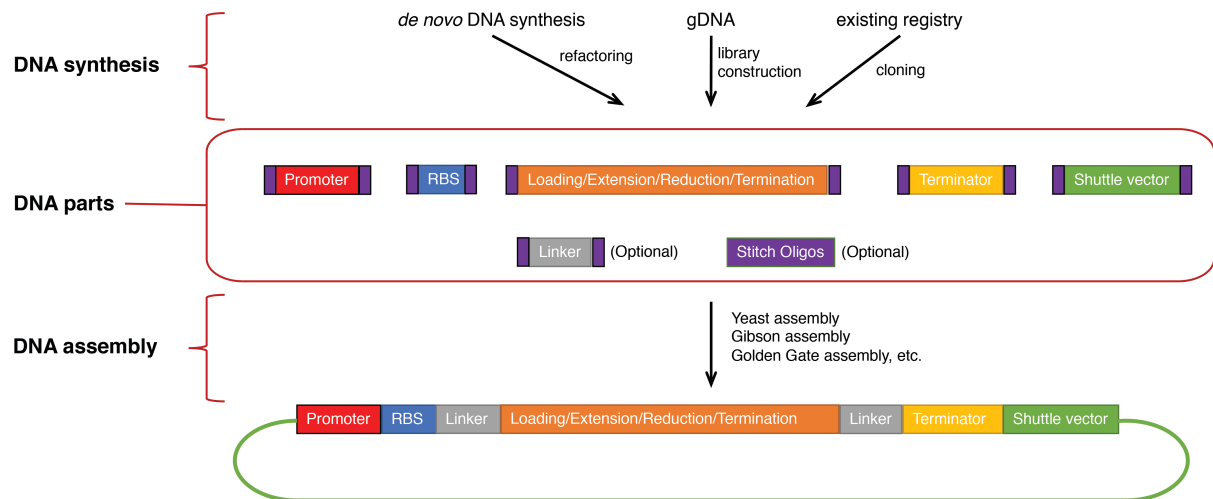 de novo DNA synthesis
gDNA
existing registry
refactoring
library
construction
cloning
DNA synthesis
Promoter
RBS
Loading/Extension/Reduction/Termination
Terminator
Shuttle vector
DNA parts
Linker
(Optional)
Stitch Oligos
(Optional)
Yeast assembly
Gibson assembly
Golden Gate assembly, etc.
DNA assembly
Promoter
RBS
Linker
Loading/Extension/Reduction/Termination
Linker
Terminator
Shuttle vector